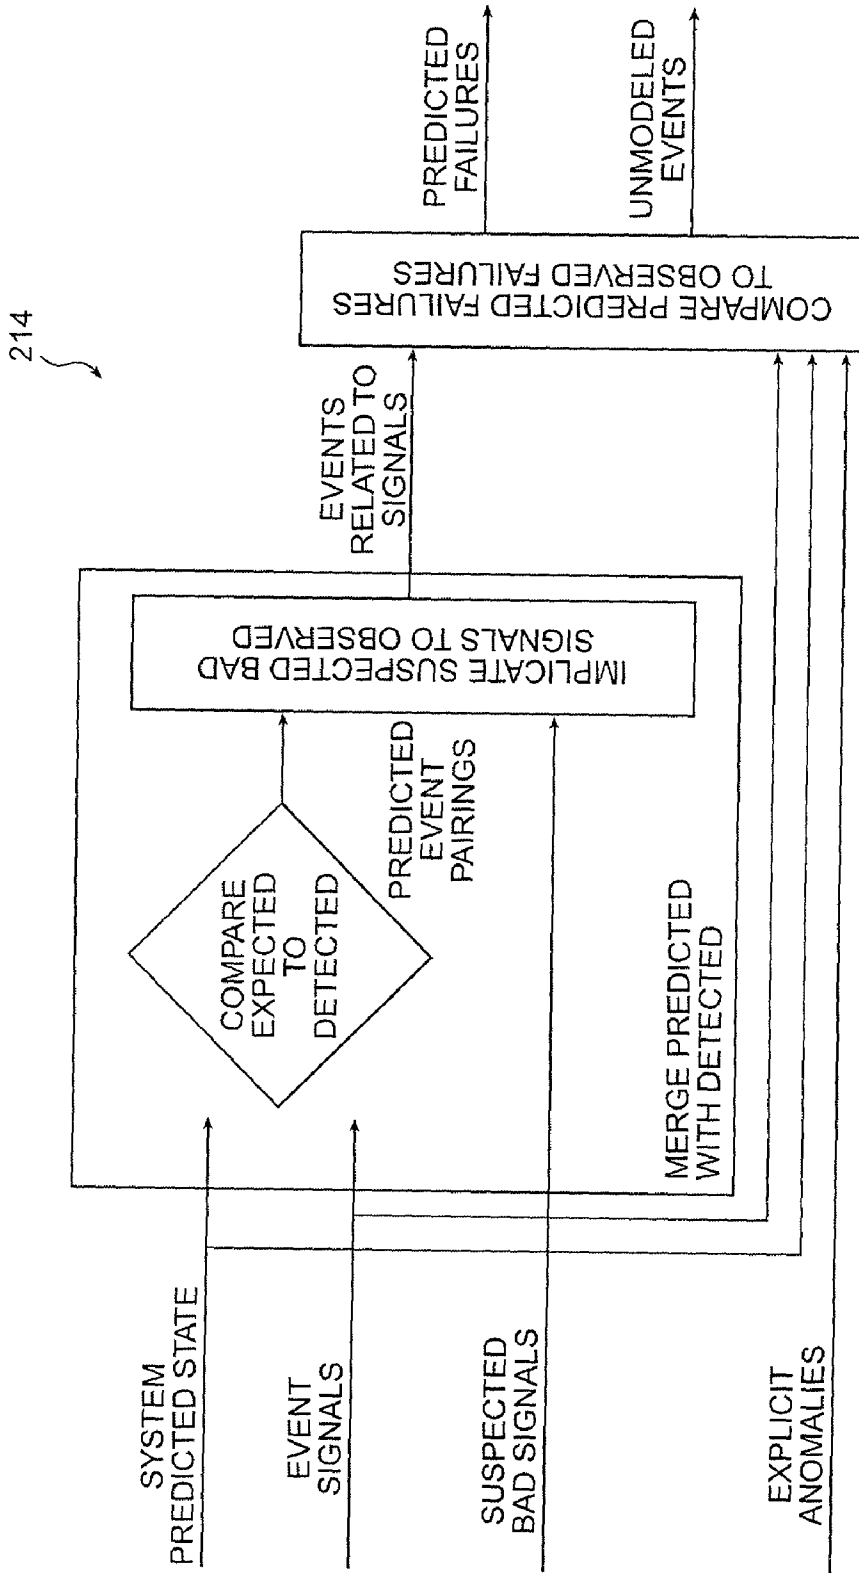 214
SYSTEM
PREDICTED STATE
EVENT
SIGNALS
SUSPECTED
BAD SIGNALS
EXPLICIT
ANOMALIES
COMPARE
EXPECTED
TO
DETECTED
PREDICTED
EVENT
PAIRINGS
IMPLICATE SUSPECTED BAD
SIGNALS TO OBSERVED
MERGE PREDICTED
WITH DETECTED
EVENTS
RELATED TO
SIGNALS
COMPARE PREDICTED FAILURES
TO OBSERVED FAILURES
PREDICTED
FAILURES
UNMODELED
EVENTS